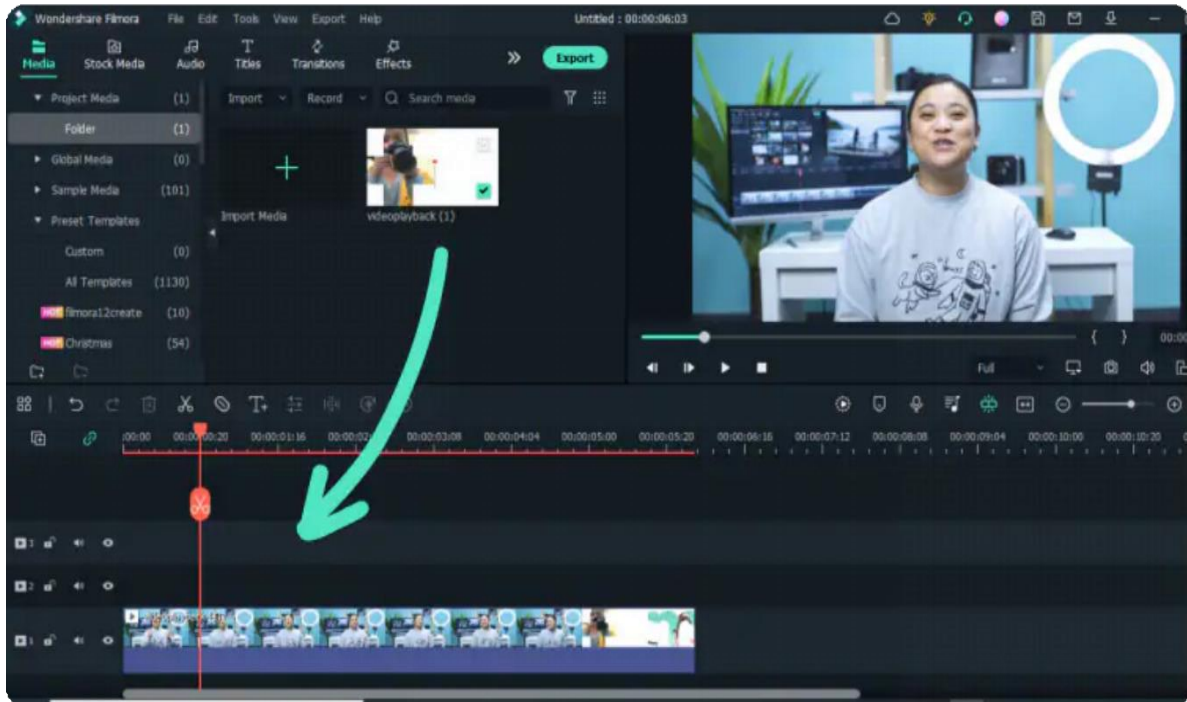 Wondershare Filmora File Edit Tools View Export Help Untitled : 00:00:06:03
Media Stock Media Audio Titles Transitions Effects Export
Project Media (1) Import Record Search media
Folder (1)
Global Media (0)
Sample Media (101)
Import Media videoplayback (1)
Preset Templates
Custom (0)
All Templates (1130)
HOT filmora12create (10)
HOT Christmas (54)
Full
00:00:01:16 00:00:03:08 00:00:04:04 00:00:05:00 00:00:05:20 00:00:06:16 00:00:07:12 00:00:08:08 00:00:09:04 00:00:10:00 00:00:10:20
3
2
1